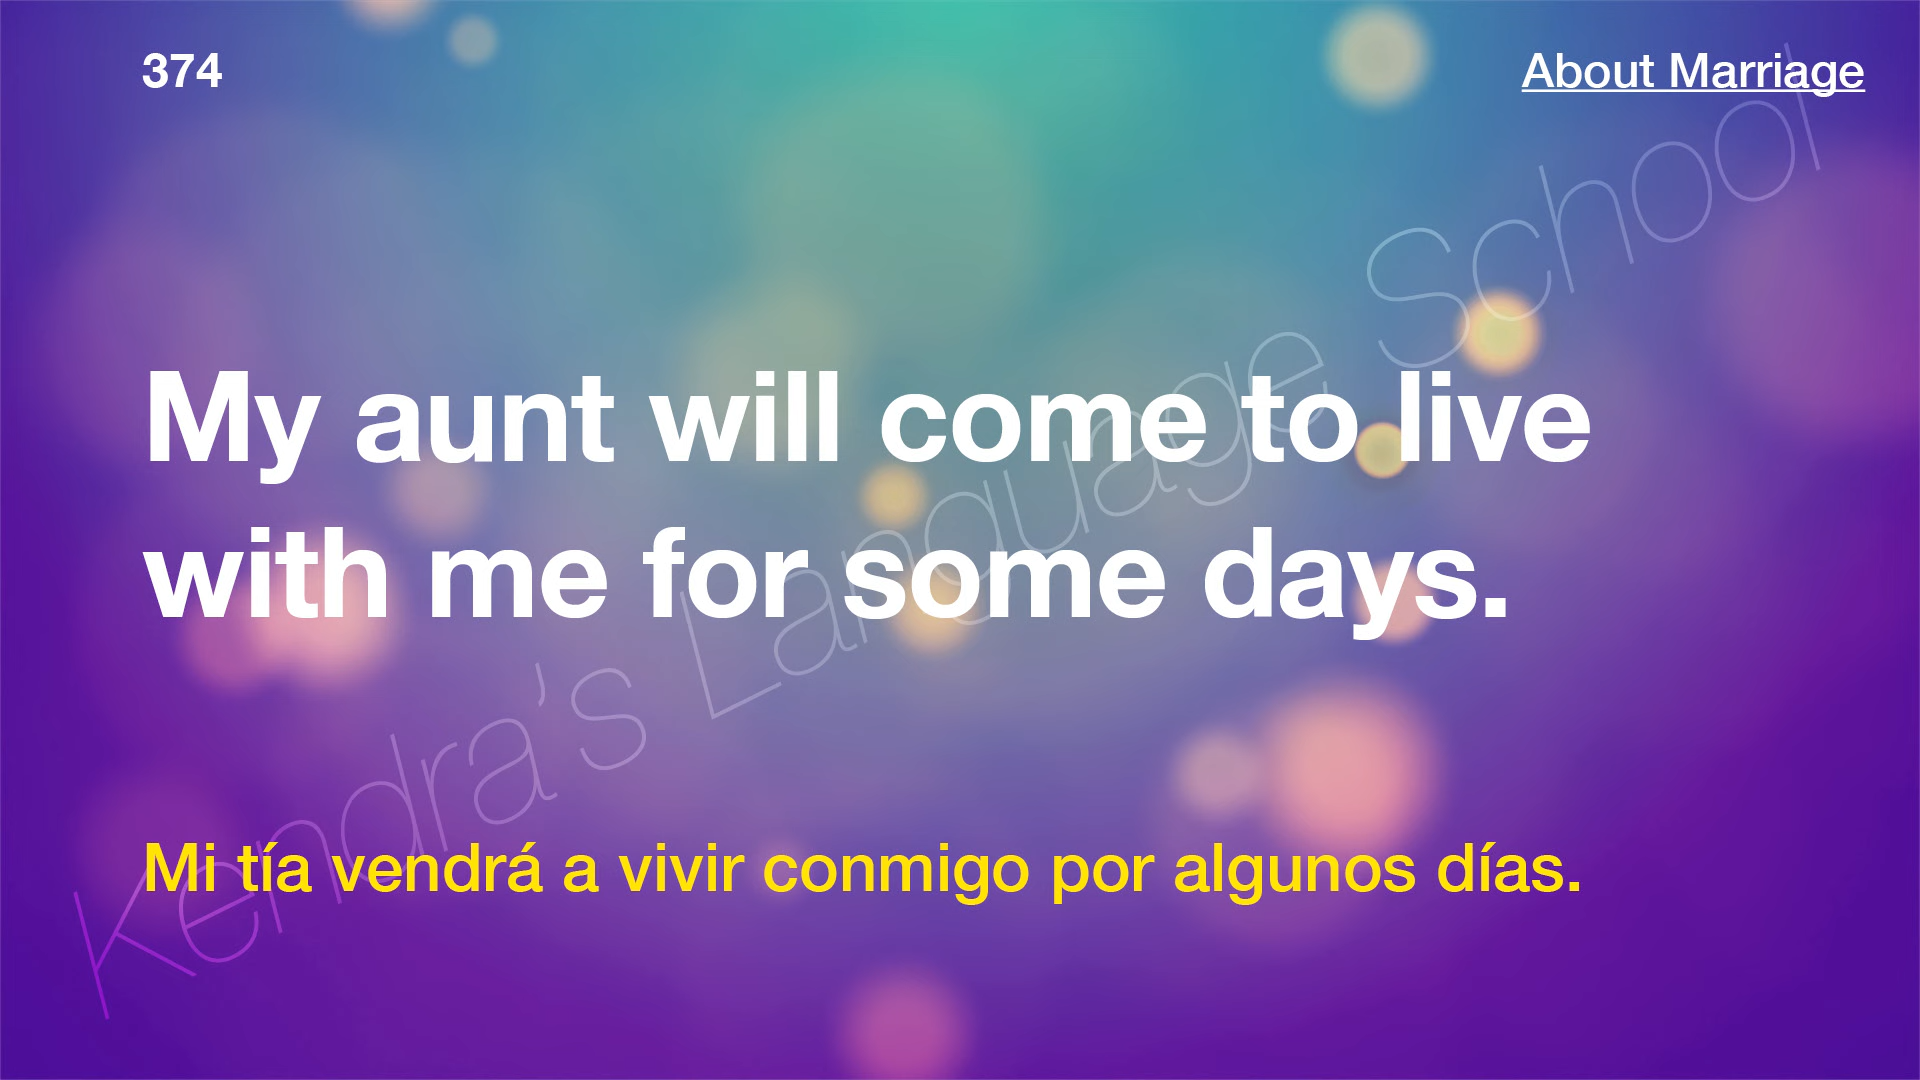 374
About Marriage
My aunt will come to live
with me for some days.
Mi tía vendrá a vivir conmigo por algunos días.
Kendra's Language School